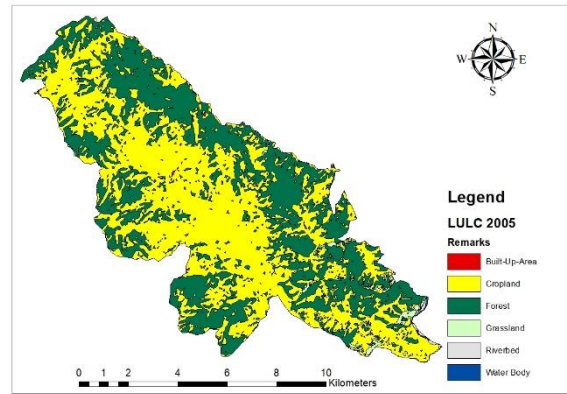 N
W E
S
Legend
LULC 2005
Remarks
Built-Up-Area
Cropland
Forest
Grassland
Riverbed
Water Body
0 1 2 4 6 8 10
Kilometers